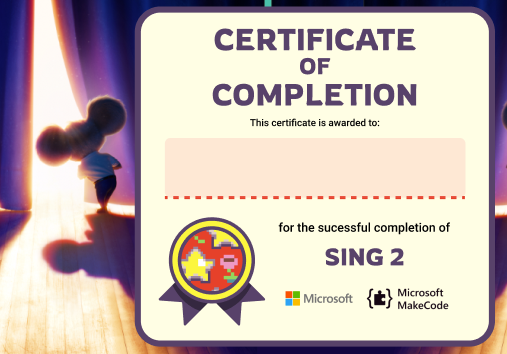 CERTIFICATE
OF
COMPLETION
This certificate is awarded to:
for the sucessful completion of
SING 2
Microsoft
Microsoft
MakeCode